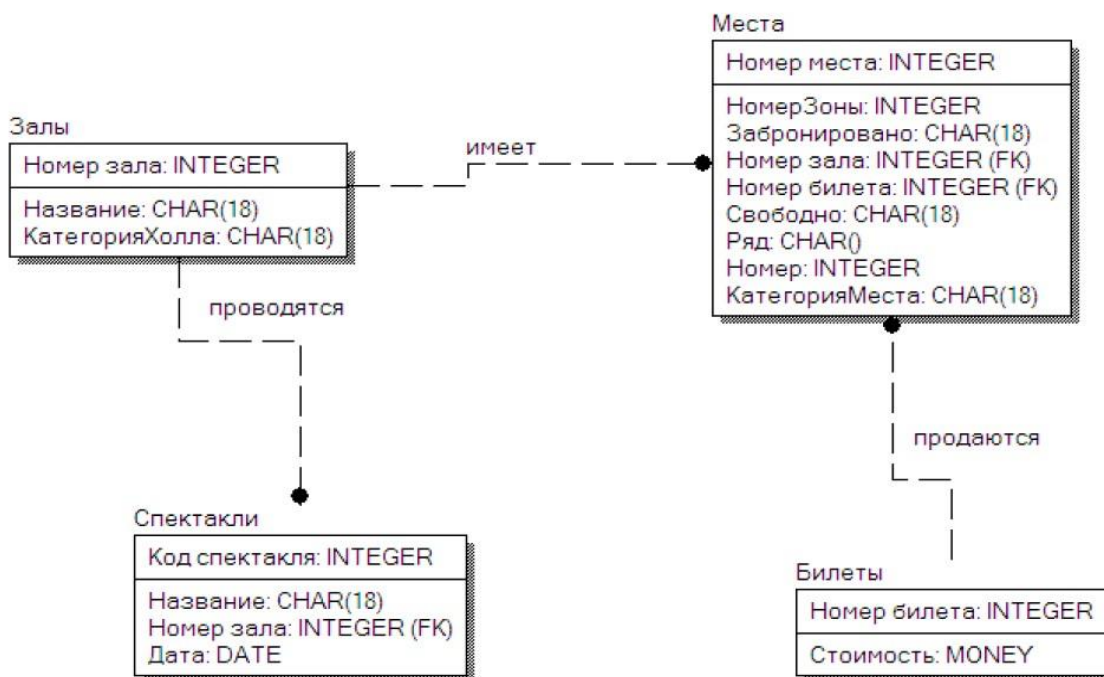 Места
Номер места: INTEGER
НомерЗоны: INTEGER
Забронировано: CHAR(18)
Номер зала: INTEGER (FK)
Номер билета: INTEGER (FK)
Свободно: CHAR(18)
Ряд: CHAR()
Номер: INTEGER
КатегорияМеста: CHAR(18)
Залы
Номер зала: INTEGER
Название: CHAR(18)
КатегорияХолла: CHAR(18)
имеет
проводятся
продаются
Спектакли
Код спектакля: INTEGER
Название: CHAR(18)
Номер зала: INTEGER (FK)
Дата: DATE
Билеты
Номер билета: INTEGER
Стоимость: MONEY